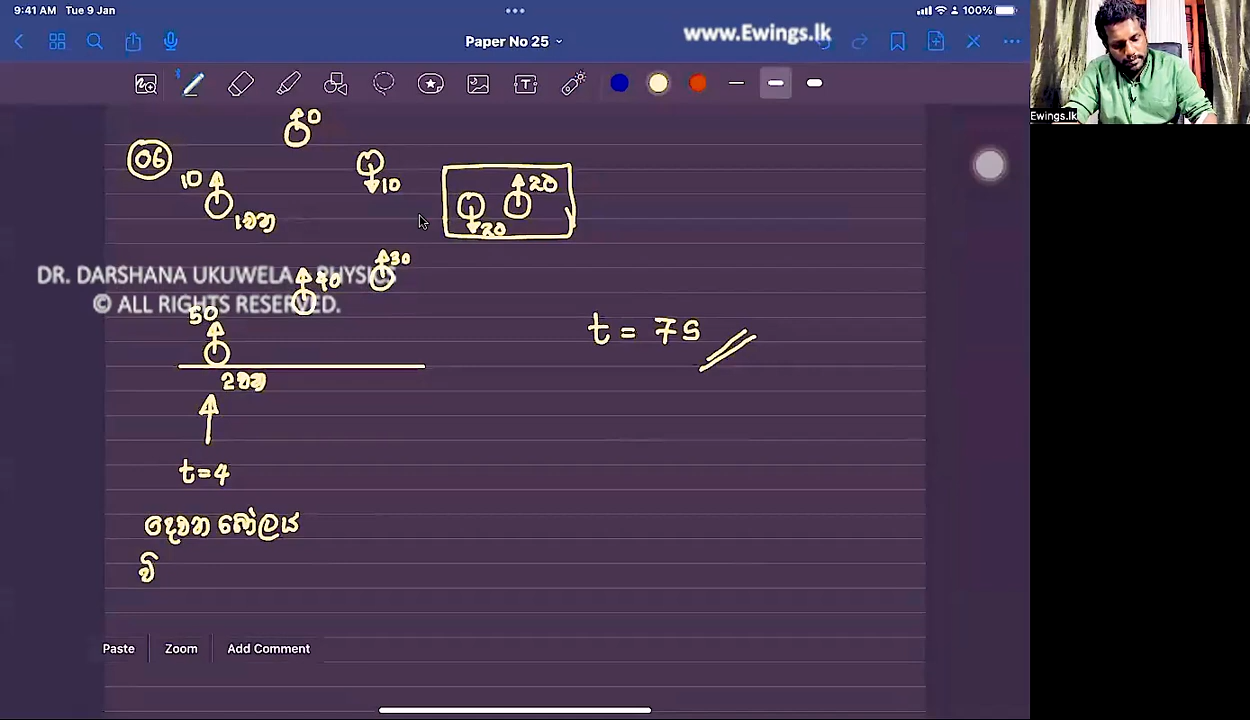 9:41 AM Tue 9 Jan
100%
Paper No 25
www.Ewings.lk
Ewings.lk
0
06
10
10
20
1වන
20
30
40
DR. DARSHANA UKUWELA - PHYSICS
© ALL RIGHTS RESERVED.
50
t = 7s
2වන
t=4
දෙවන බෝලය
වි
Paste
Zoom
Add Comment